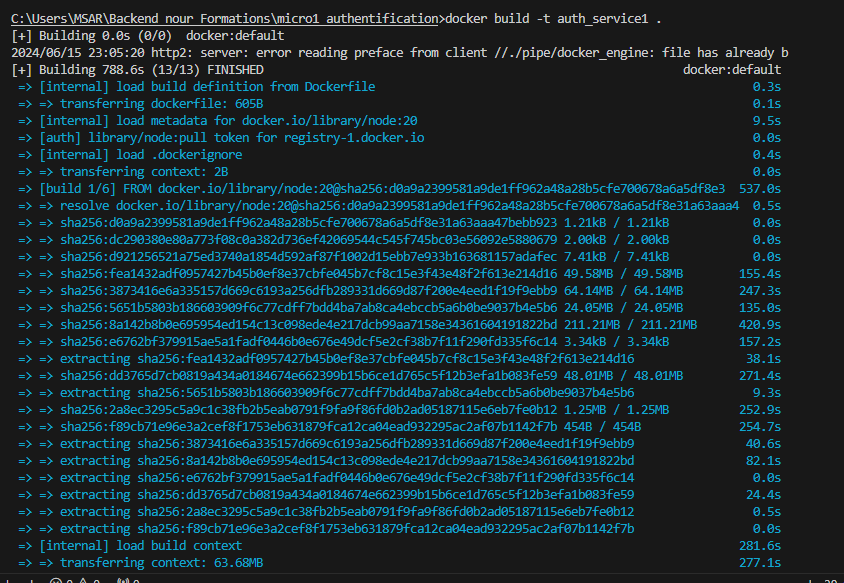 C:\Users\MSAR\Backend nour Formations\micro1 authentification>docker build -t auth_service1 .
[+] Building 0.0s (0/0)  docker:default
2024/06/15 23:05:20 http2: server: error reading preface from client //./pipe/docker_engine: file has already b
[+] Building 788.6s (13/13) FINISHED docker:default
=> [internal] load build definition from Dockerfile 0.3s
=> => transferring dockerfile: 605B 0.1s
=> [internal] load metadata for docker.io/library/node:20 9.5s
=> [auth] library/node:pull token for registry-1.docker.io 0.0s
=> [internal] load .dockerignore 0.4s
=> => transferring context: 2B 0.0s
=> [build 1/6] FROM docker.io/library/node:20@sha256:d0a9a2399581a9de1ff962a48a28b5cfe700678a6a5df8e3 537.0s
=> => resolve docker.io/library/node:20@sha256:d0a9a2399581a9de1ff962a48a28b5cfe700678a6a5df8e31a63aaa4 0.5s
=> => sha256:d0a9a2399581a9de1ff962a48a28b5cfe700678a6a5df8e31a63aaa47bebb923 1.21kB / 1.21kB 0.0s
=> => sha256:dc290380e80a773f08c0a382d736ef42069544c545f745bc03e56092e5880679 2.00kB / 2.00kB 0.0s
=> => sha256:d921256521a75ed3740a1854d592af87f1002d15ebb7e933b163681157adafec 7.41kB / 7.41kB 0.0s
=> => sha256:fea1432adf0957427b45b0ef8e37cbfe045b7cf8c15e3f43e48f2f613e214d16 49.58MB / 49.58MB 155.4s
=> => sha256:3873416e6a335157d669c6193a256dfb289331d669d87f200e4eed1f19f9ebb9 64.14MB / 64.14MB 247.3s
=> => sha256:5651b5803b186603909f6c77cdff7bdd4ba7ab8ca4ebccb5a6b0be9037b4e5b6 24.05MB / 24.05MB 135.0s
=> => sha256:8a142b8b0e695954ed154c13c098ede4e217dcb99aa7158e34361604191822bd 211.21MB / 211.21MB 420.9s
=> => sha256:e6762bf379915ae5a1fadf0446b0e676e49dcf5e2cf38b7f11f290fd335f6c14 3.34kB / 3.34kB 157.2s
=> => extracting sha256:fea1432adf0957427b45b0ef8e37cbfe045b7cf8c15e3f43e48f2f613e214d16 38.1s
=> => sha256:dd3765d7cb0819a434a0184674e662399b15b6ce1d765c5f12b3efa1b083fe59 48.01MB / 48.01MB 271.4s
=> => extracting sha256:5651b5803b186603909f6c77cdff7bdd4ba7ab8ca4ebccb5a6b0be9037b4e5b6 9.3s
=> => sha256:2a8ec3295c5a9c1c38fb2b5eab0791f9fa9f86fd0b2ad05187115e6eb7fe0b12 1.25MB / 1.25MB 252.9s
=> => sha256:f89cb71e96e3a2cef8f1753eb631879fca12ca04ead932295ac2af07b1142f7b 454B / 454B 254.7s
=> => extracting sha256:3873416e6a335157d669c6193a256dfb289331d669d87f200e4eed1f19f9ebb9 40.6s
=> => extracting sha256:8a142b8b0e695954ed154c13c098ede4e217dcb99aa7158e34361604191822bd 82.1s
=> => extracting sha256:e6762bf379915ae5a1fadf0446b0e676e49dcf5e2cf38b7f11f290fd335f6c14 0.0s
=> => extracting sha256:dd3765d7cb0819a434a0184674e662399b15b6ce1d765c5f12b3efa1b083fe59 24.4s
=> => extracting sha256:2a8ec3295c5a9c1c38fb2b5eab0791f9fa9f86fd0b2ad05187115e6eb7fe0b12 0.5s
=> => extracting sha256:f89cb71e96e3a2cef8f1753eb631879fca12ca04ead932295ac2af07b1142f7b 0.0s
=> [internal] load build context 281.6s
=> => transferring context: 63.68MB 277.1s